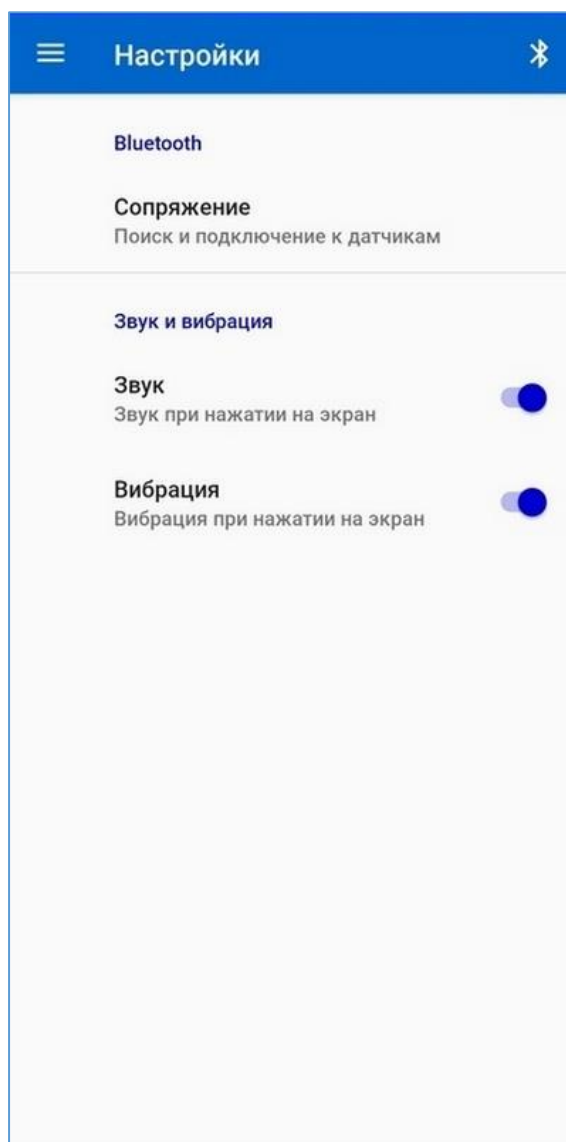 Настройки
Bluetooth
Сопряжение
Поиск и подключение к датчикам
Звук и вибрация
Звук
Звук при нажатии на экран
Вибрация
Вибрация при нажатии на экран